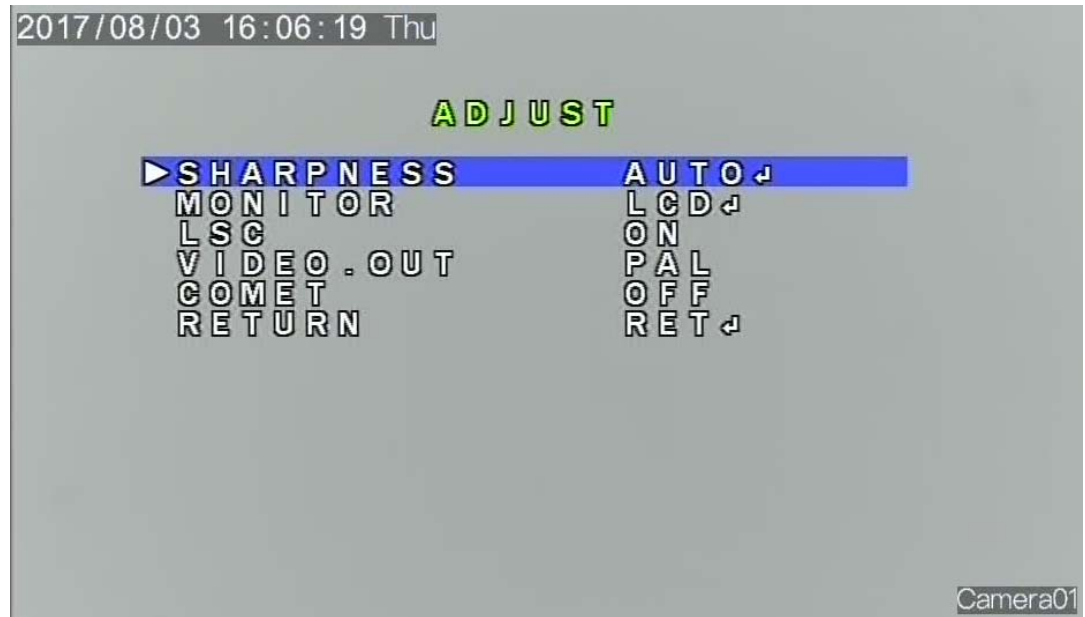 2017/08/03 16:06:19 Thu
ADJUST
▶SHARPNESS AUTO↲
MONITOR LCD↲
LSC ON
VIDEO.OUT PAL
COMET OFF
RETURN RET↲
Camera01